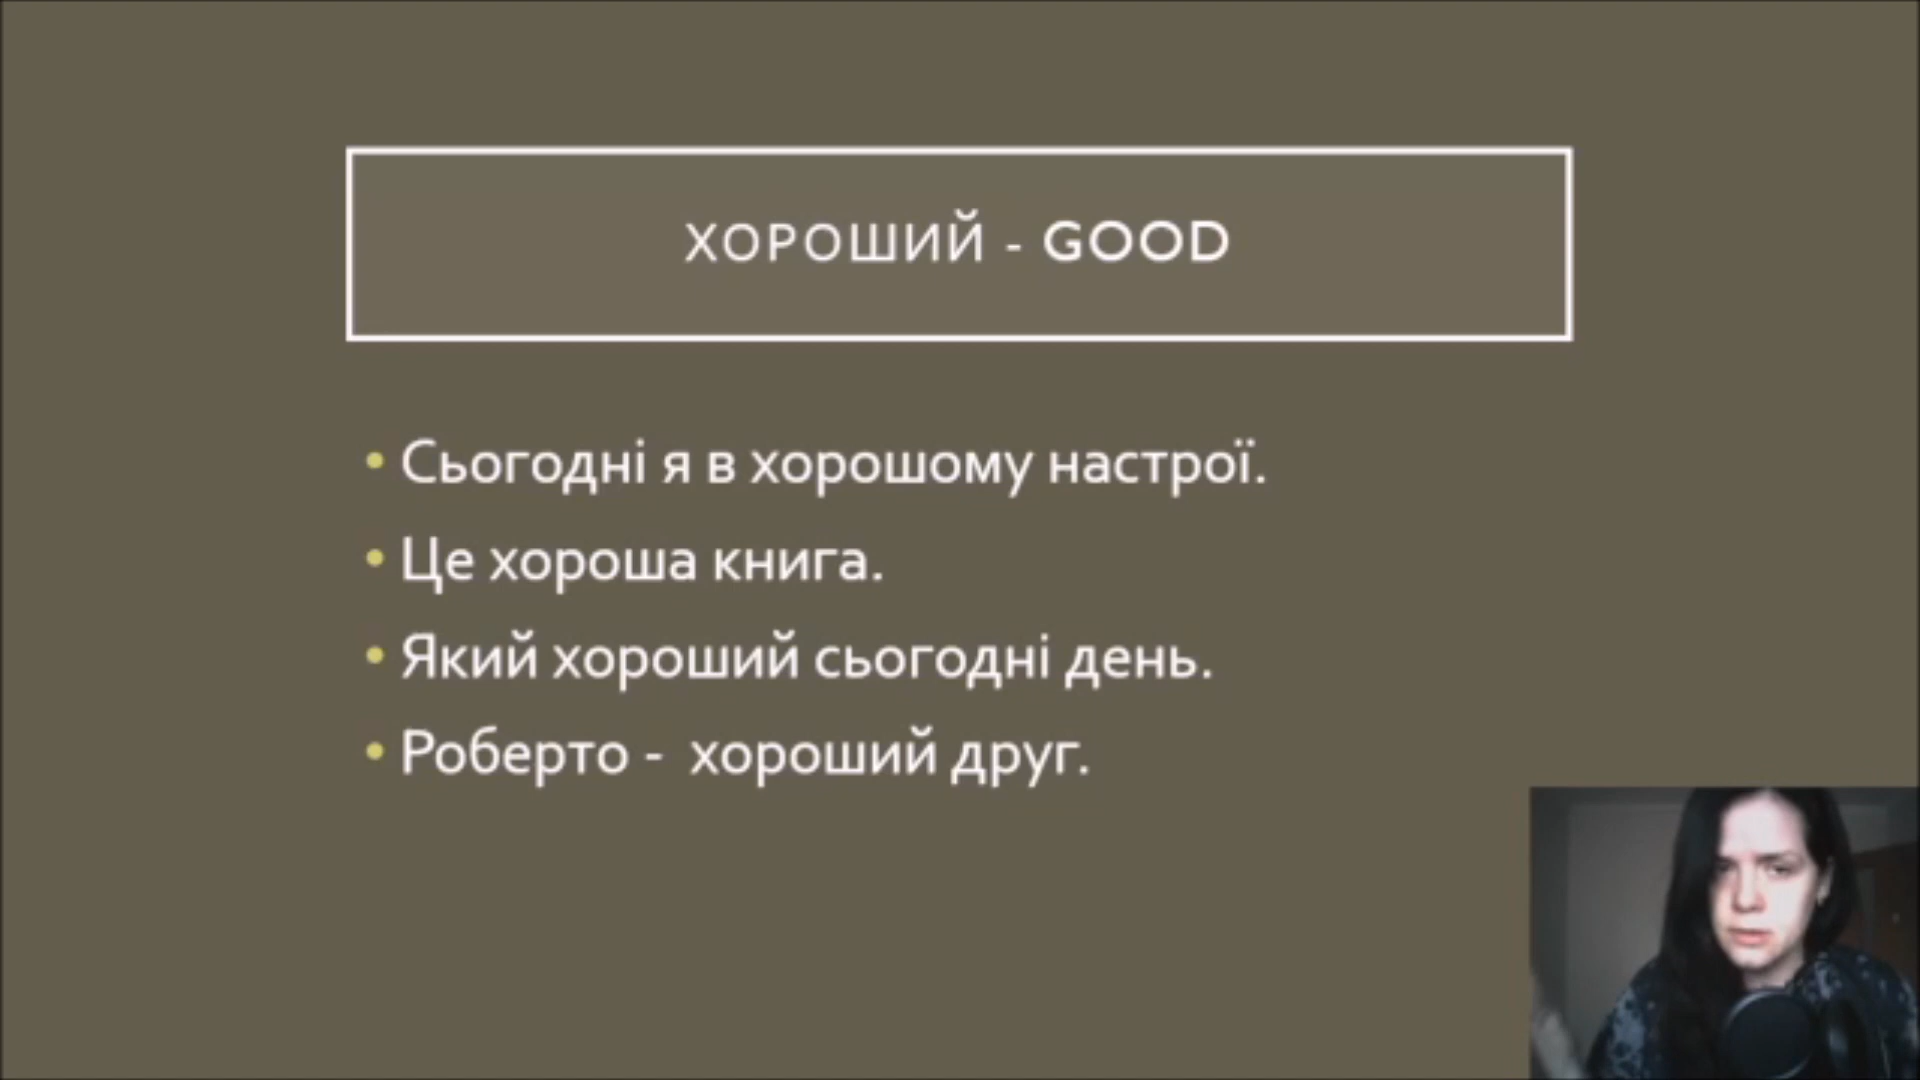 ХОРОШИЙ - GOOD
• Сьогодні я в хорошому настрої.
• Це хороша книга.
• Який хороший сьогодні день.
• Роберто -  хороший друг.